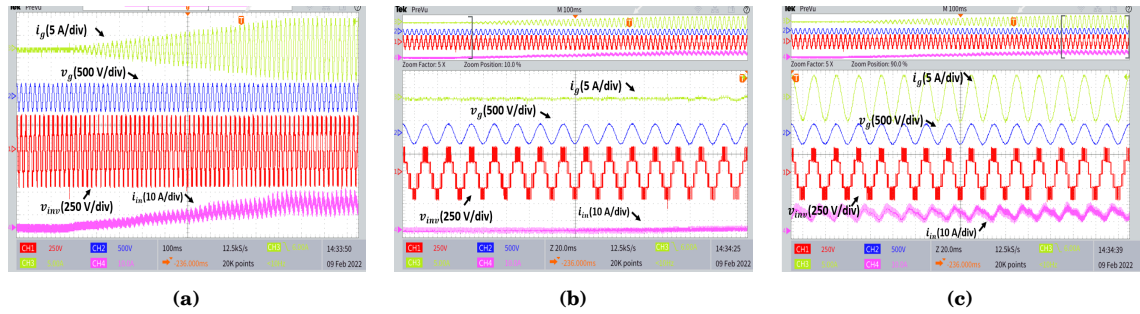 Tek PreVu
i_g(5 A/div)
v_g(500 V/div)
v_inv(250 V/div)
i_in(10 A/div)
CH1 250V CH2 500V 100ms 12.5kS/s CH3 14:33:50
CH3 CH4 -236.000ms 20K points 09 Feb 2022
(a)
Tek PreVu M 100ms
Zoom Factor: 5 X Zoom Position: 10.0 %
i_g(5 A/div)
v_g(500 V/div)
i_in(10 A/div)
v_inv(250 V/div)
CH1 250V CH2 500V Z 20.0ms 12.5kS/s CH3 14:34:25
CH3 CH4 -236.000ms 20K points 09 Feb 2022
(b)
Tek PreVu M 100ms
Zoom Factor: 5 X Zoom Position: 90.0 %
i_g(5 A/div)
v_g(500 V/div)
v_inv(250 V/div)
i_in(10 A/div)
CH1 250V CH2 500V Z 20.0ms 12.5kS/s CH3 14:34:39
CH3 CH4 -236.000ms 20K points 09 Feb 2022
(c)